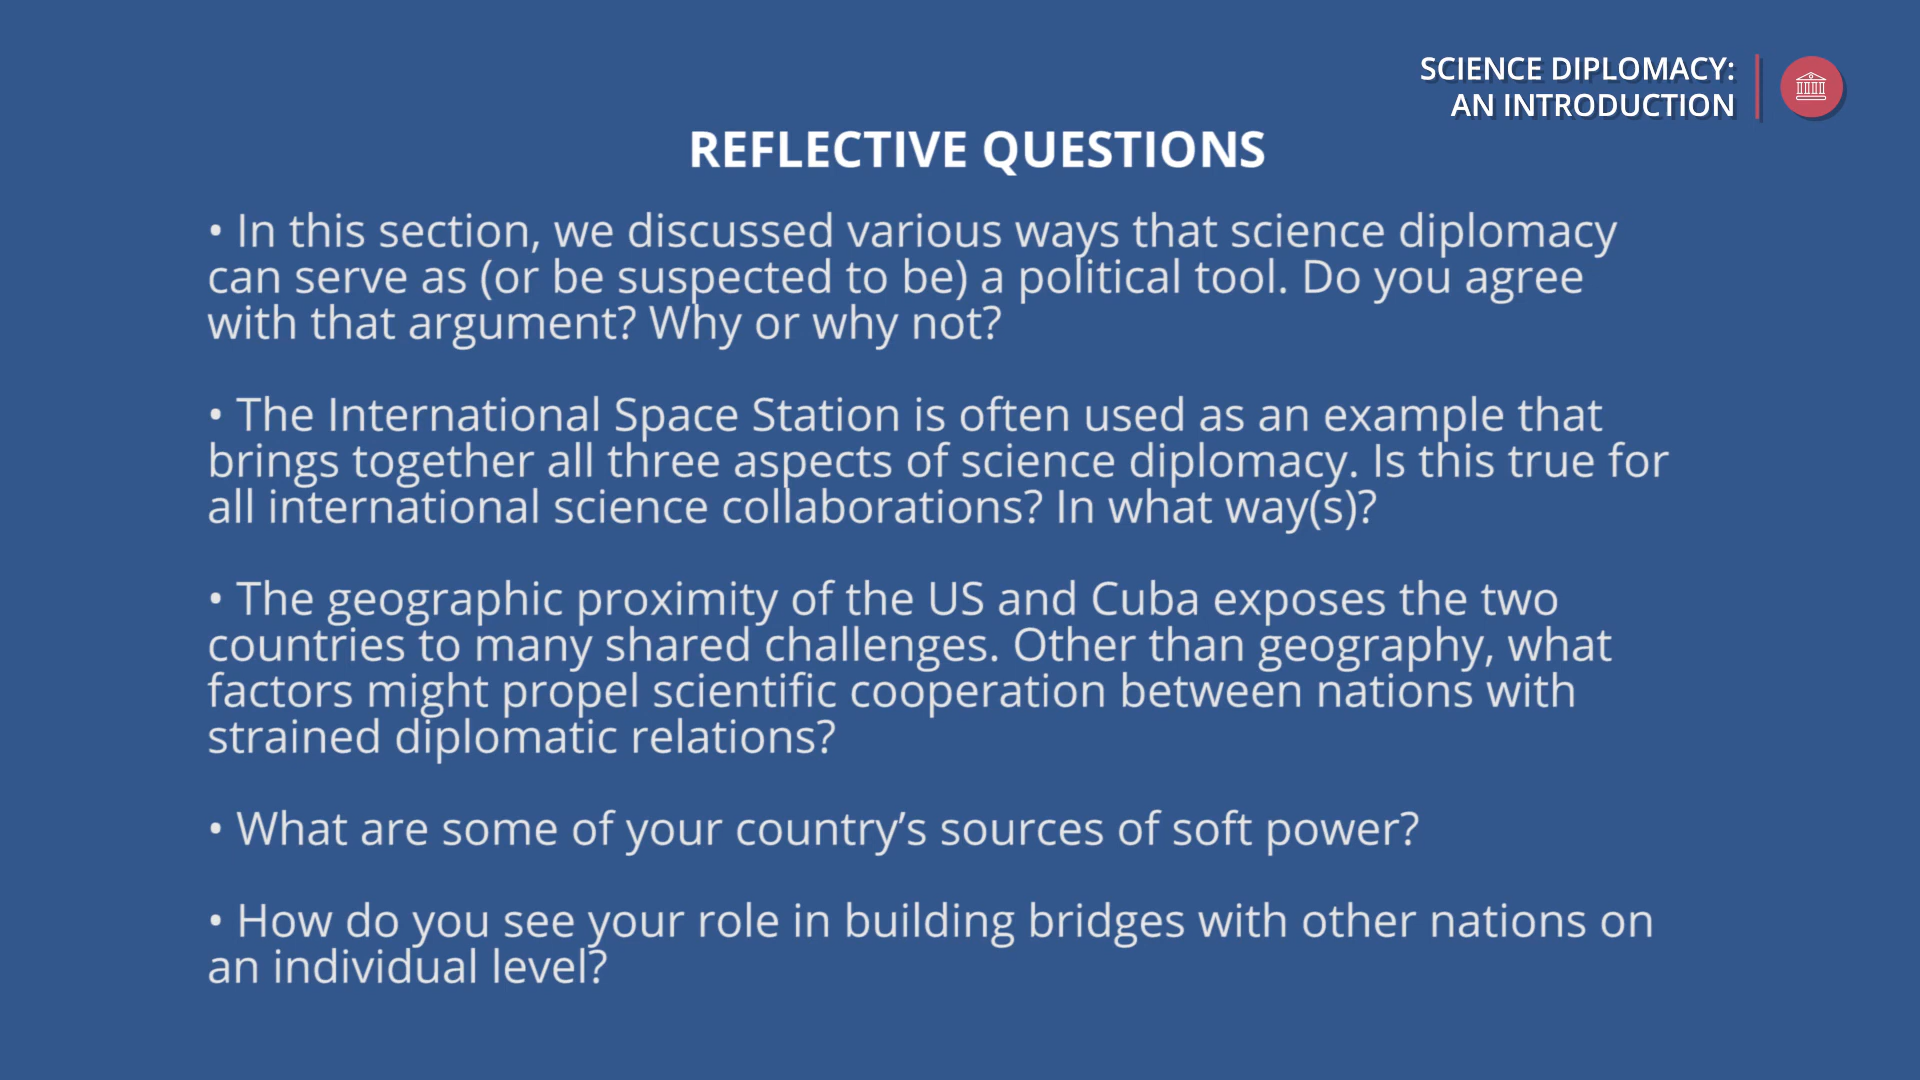 SCIENCE DIPLOMACY:
AN INTRODUCTION
REFLECTIVE QUESTIONS
• In this section, we discussed various ways that science diplomacy
can serve as (or be suspected to be) a political tool. Do you agree
with that argument? Why or why not?
• The International Space Station is often used as an example that
brings together all three aspects of science diplomacy. Is this true for
all international science collaborations? In what way(s)?
• The geographic proximity of the US and Cuba exposes the two
countries to many shared challenges. Other than geography, what
factors might propel scientific cooperation between nations with
strained diplomatic relations?
• What are some of your country’s sources of soft power?
• How do you see your role in building bridges with other nations on
an individual level?